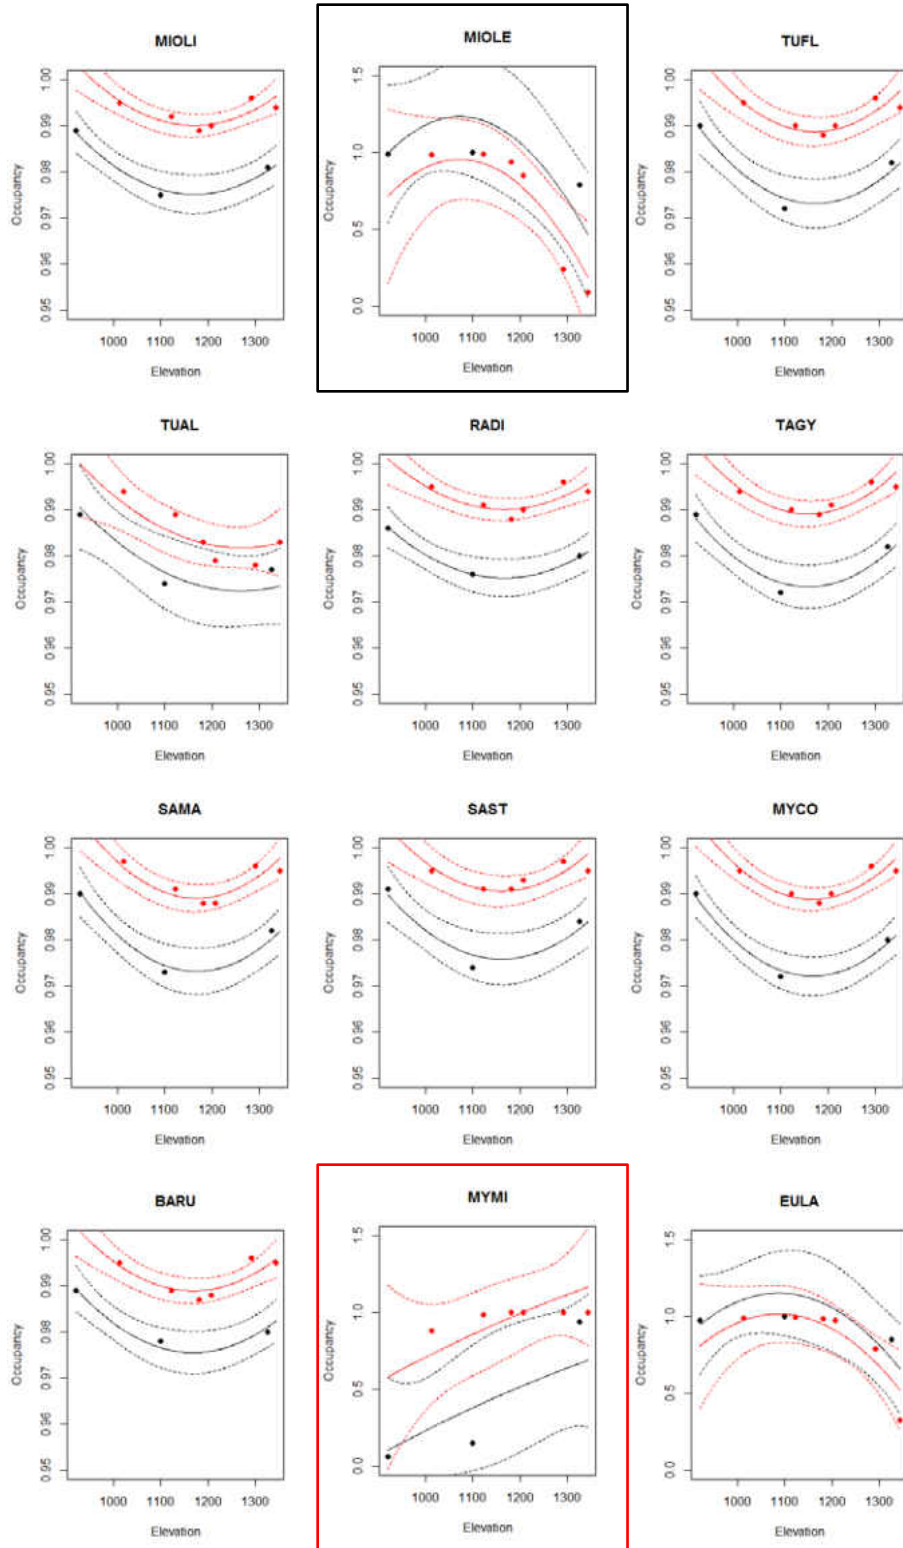 MIOLI MIOLE TUFL
Occupancy 0.95 0.96 0.97 0.98 0.99 1.00
Occupancy 0.0 0.5 1.0 1.5
Occupancy 0.95 0.96 0.97 0.98 0.99 1.00
1000 1100 1200 1300 1000 1100 1200 1300 1000 1100 1200 1300
Elevation Elevation Elevation
TUAL RADI TAGY
Occupancy 0.95 0.96 0.97 0.98 0.99 1.00
Occupancy 0.95 0.96 0.97 0.98 0.99 1.00
Occupancy 0.95 0.96 0.97 0.98 0.99 1.00
1000 1100 1200 1300 1000 1100 1200 1300 1000 1100 1200 1300
Elevation Elevation Elevation
SAMA SAST MYCO
Occupancy 0.95 0.96 0.97 0.98 0.99 1.00
Occupancy 0.95 0.96 0.97 0.98 0.99 1.00
Occupancy 0.95 0.96 0.97 0.98 0.99 1.00
1000 1100 1200 1300 1000 1100 1200 1300 1000 1100 1200 1300
Elevation Elevation Elevation
BARU MYMI EULA
Occupancy 0.95 0.96 0.97 0.98 0.99 1.00
Occupancy 0.0 0.5 1.0 1.5
Occupancy 0.0 0.5 1.0 1.5
1000 1100 1200 1300 1000 1100 1200 1300 1000 1100 1200 1300
Elevation Elevation Elevation